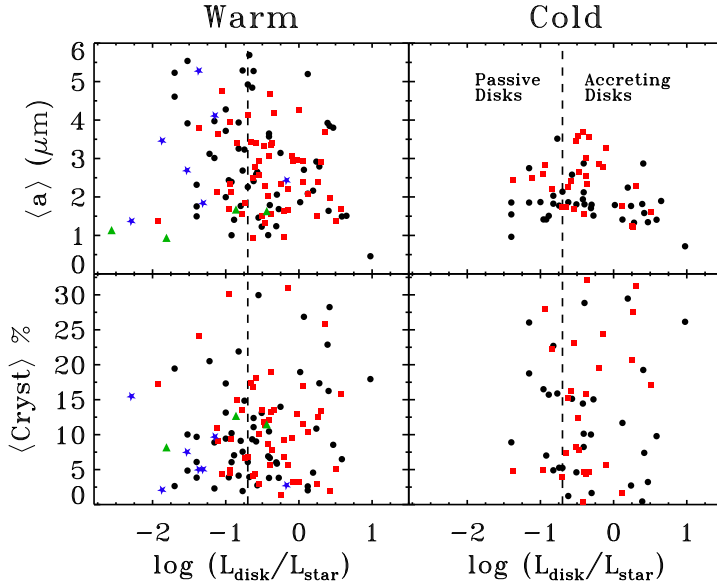 Warm Cold
6
5
4
3
2
1
0
⟨a⟩ (μm)
Passive Disks
Accreting Disks
30
25
20
15
10
5
0
⟨Cryst⟩ %
−2 −1 0 1 −2 −1 0 1
log (L_disk/L_star) log (L_disk/L_star)